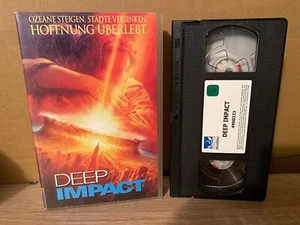 OZEANE STEIGEN. STÄDTE VERSINKEN.
HOFFNUNG ÜBERLEBT.
DEEP
IMPACT
DEEP IMPACT